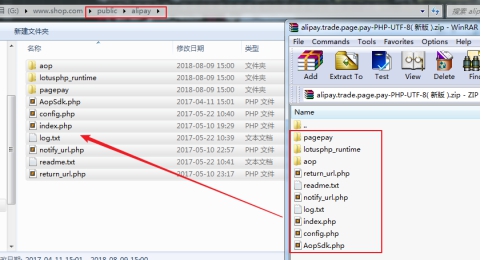 (G:) ▸ www.shop.com ▸ public ▸ alipay ▸
搜索 ali
新建文件夹
名称 修改日期 类型
aop 2018-08-09 15:00 文件夹
lotusphp_runtime 2018-08-09 15:00 文件夹
pagepay 2018-08-09 15:00 文件夹
AopSdk.php 2017-04-11 15:01 PHP 文件
config.php 2017-05-22 10:40 PHP 文件
index.php 2017-05-10 19:29 PHP 文件
log.txt 文本文档
notify_url.php 2017-05-10 22:57 PHP 文件
readme.txt 2017-05-22 10:41 文本文档
return_url.php 2017-05-10 23:17 PHP 文件
修改日期: 2017-04-11 15:01 - 2018-08-09 15:00
alipay.trade.page.pay-PHP-UTF-8( 新版 ).zip - WinRAR
File Commands Tools Favorites Options Help
Add Extract To Test View Delete Find
alipay.trade.page.pay-PHP-UTF-8( 新版 ).zip - ZIP
Name
..
pagepay
lotusphp_runtime
aop
return_url.php
readme.txt
notify_url.php
log.txt
index.php
config.php
AopSdk.php